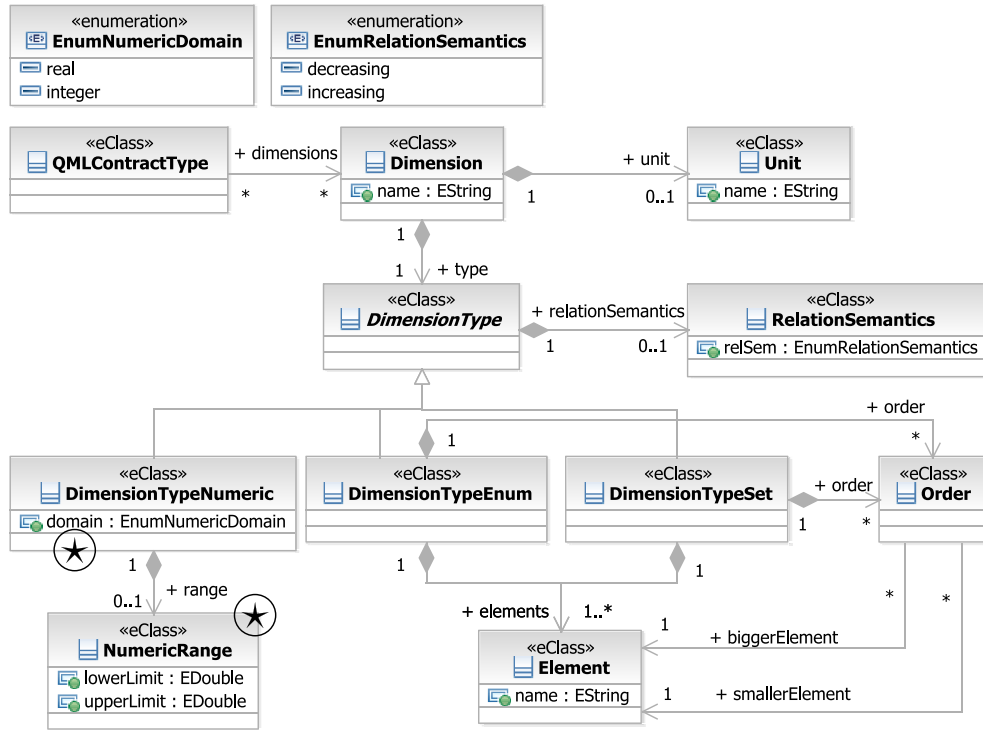 «enumeration»
EnumNumericDomain
real
integer
«enumeration»
EnumRelationSemantics
decreasing
increasing
«eClass»
QMLContractType
+ dimensions
*
*
«eClass»
Dimension
name : EString
+ unit
1
0..1
«eClass»
Unit
name : EString
1
1
+ type
«eClass»
DimensionType
+ relationSemantics
1
0..1
«eClass»
RelationSemantics
relSem : EnumRelationSemantics
+ order
1
*
«eClass»
DimensionTypeNumeric
domain : EnumNumericDomain
«eClass»
DimensionTypeEnum
«eClass»
DimensionTypeSet
+ order
1
*
«eClass»
Order
1
0..1
+ range
«eClass»
NumericRange
lowerLimit : EDouble
upperLimit : EDouble
1
1
+ elements
1..*
«eClass»
Element
name : EString
*
*
1
+ biggerElement
1
+ smallerElement